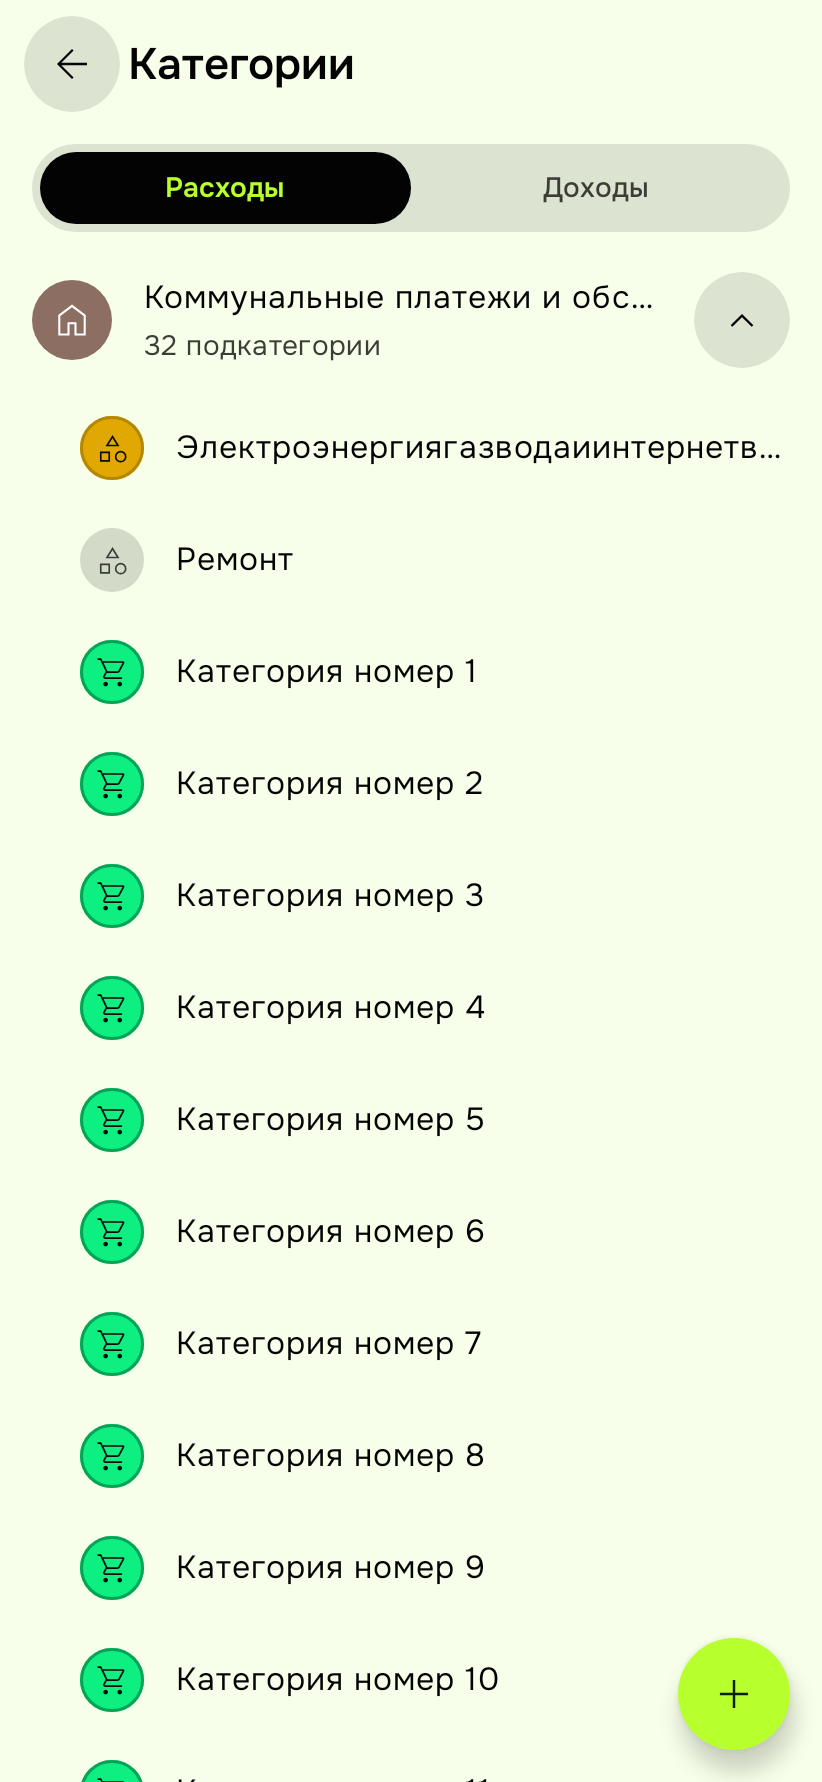 Категории
Расходы
Доходы
Коммунальные платежи и обс...
32 подкатегории
Электроэнергиягазводаиинтернетв...
Ремонт
Категория номер 1
Категория номер 2
Категория номер 3
Категория номер 4
Категория номер 5
Категория номер 6
Категория номер 7
Категория номер 8
Категория номер 9
Категория номер 10